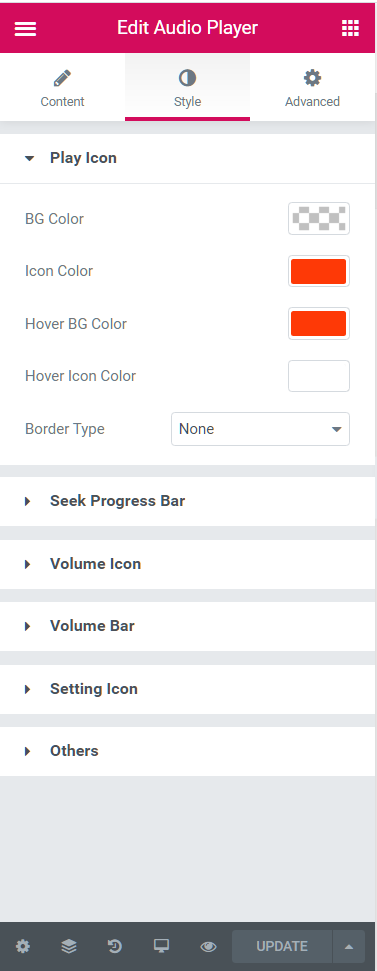 Edit Audio Player
Content Style Advanced
Play Icon
BG Color
Icon Color
Hover BG Color
Hover Icon Color
Border Type None
Seek Progress Bar
Volume Icon
Volume Bar
Setting Icon
Others
UPDATE